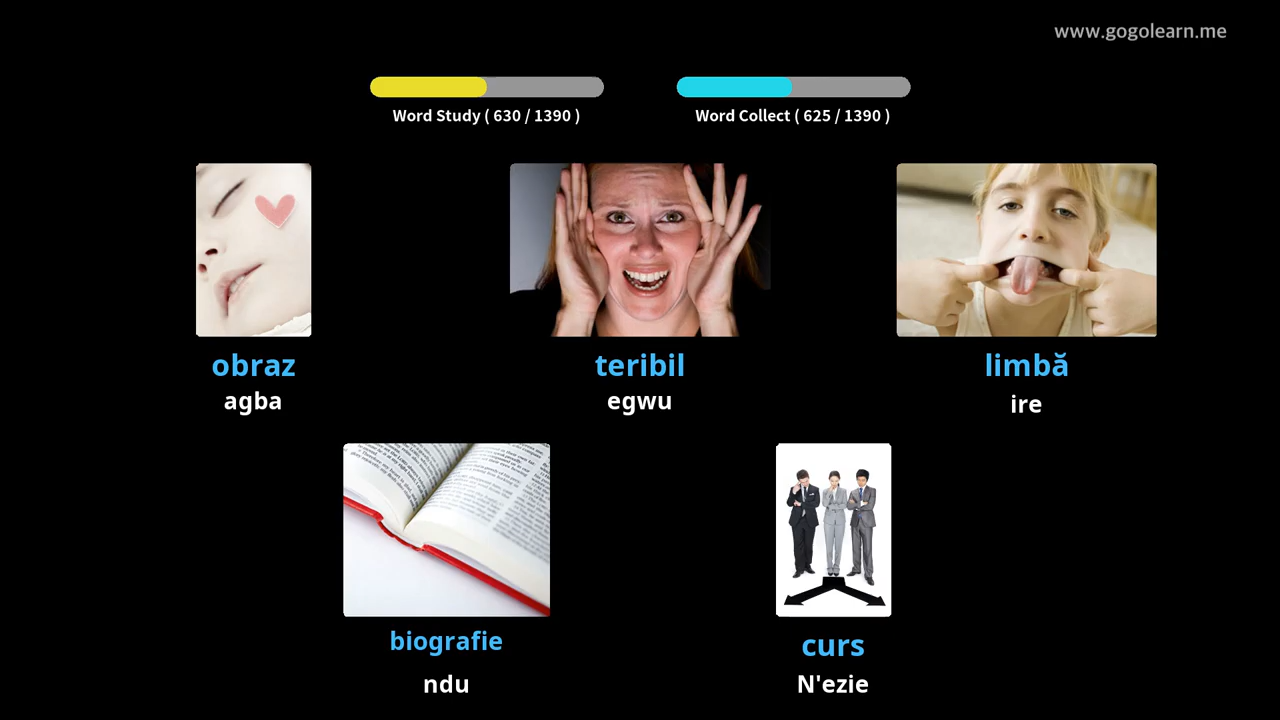 www.gogolearn.me
Word Study ( 630 / 1390 )
Word Collect ( 625 / 1390 )
obraz
agba
teribil
egwu
limbă
ire
biografie
ndu
curs
N'ezie